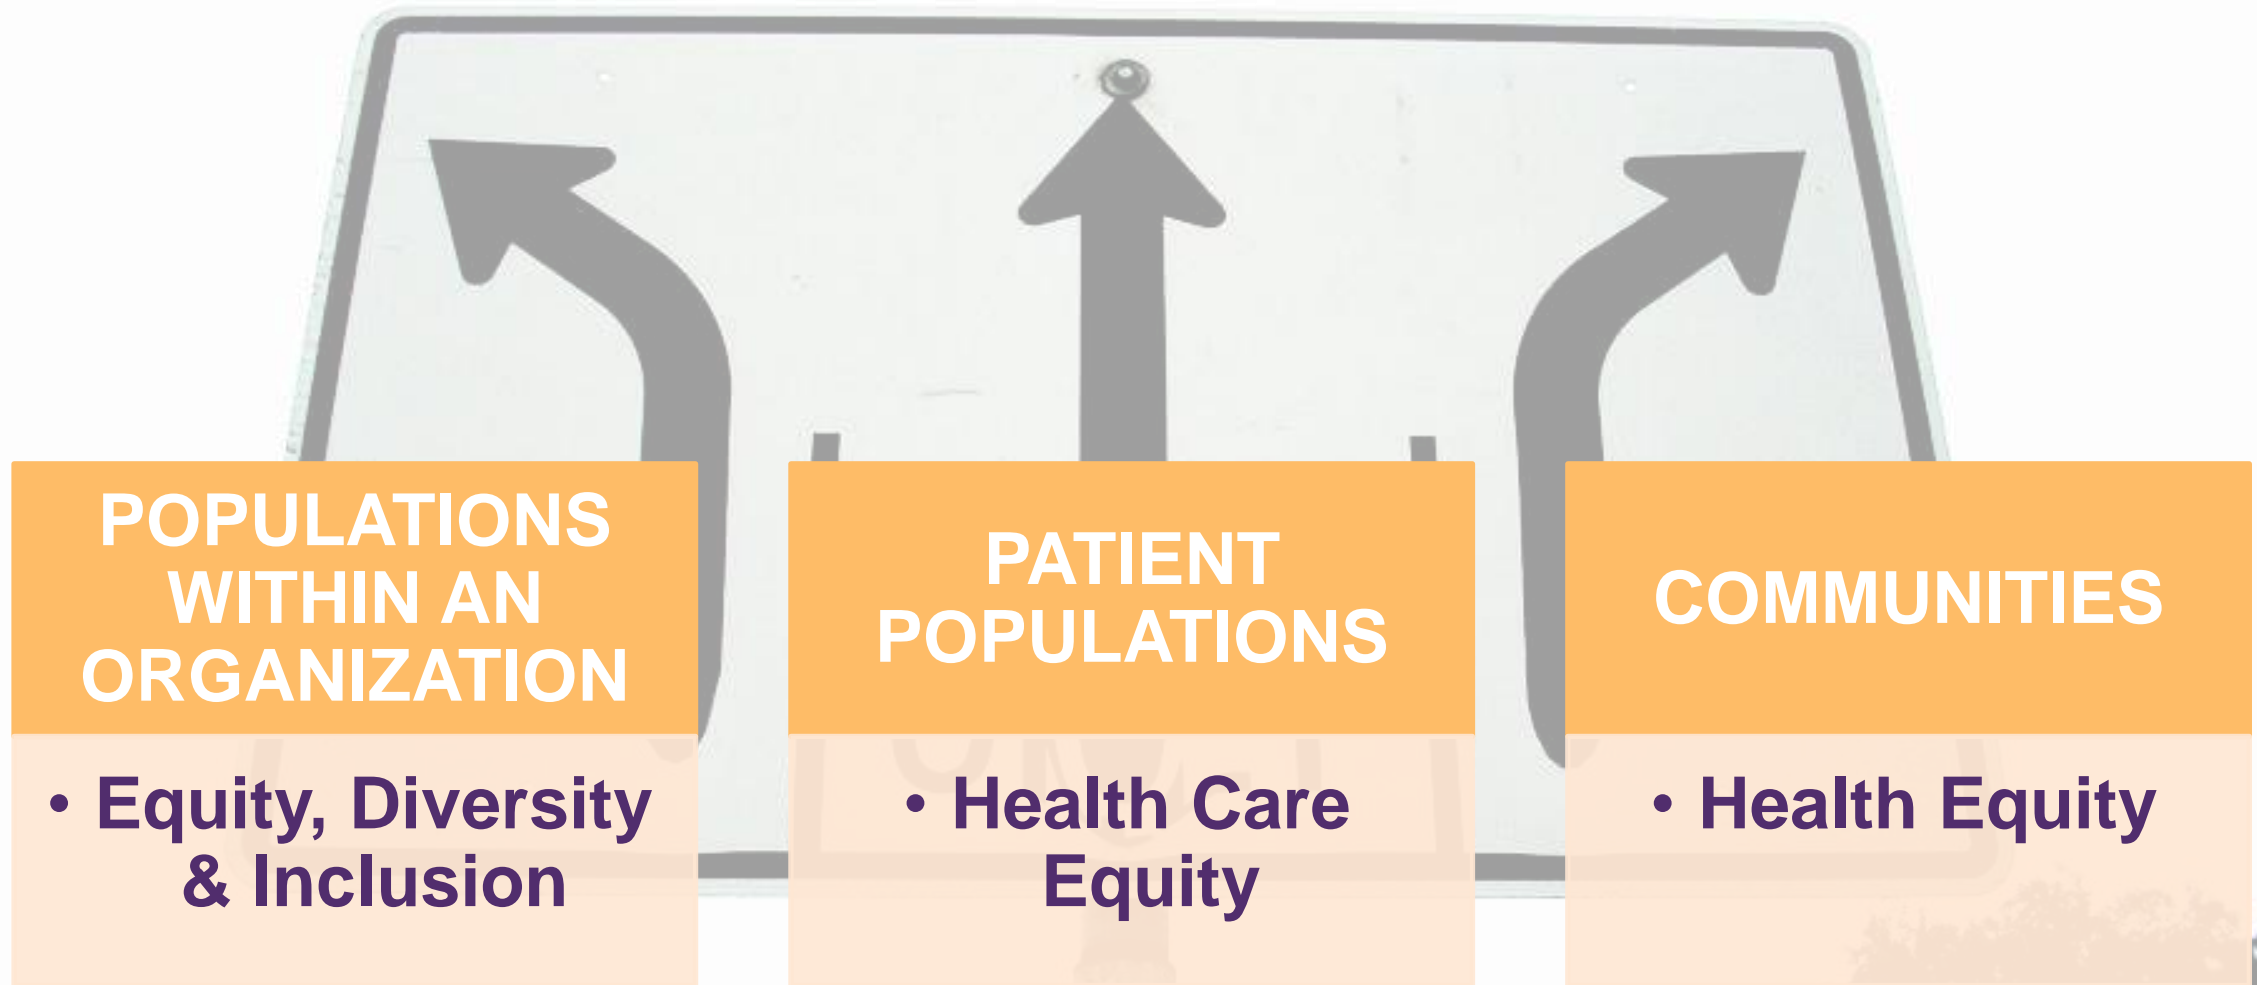 POPULATIONS
WITHIN AN
ORGANIZATION
• Equity, Diversity
& Inclusion
PATIENT
POPULATIONS
• Health Care
Equity
COMMUNITIES
• Health Equity